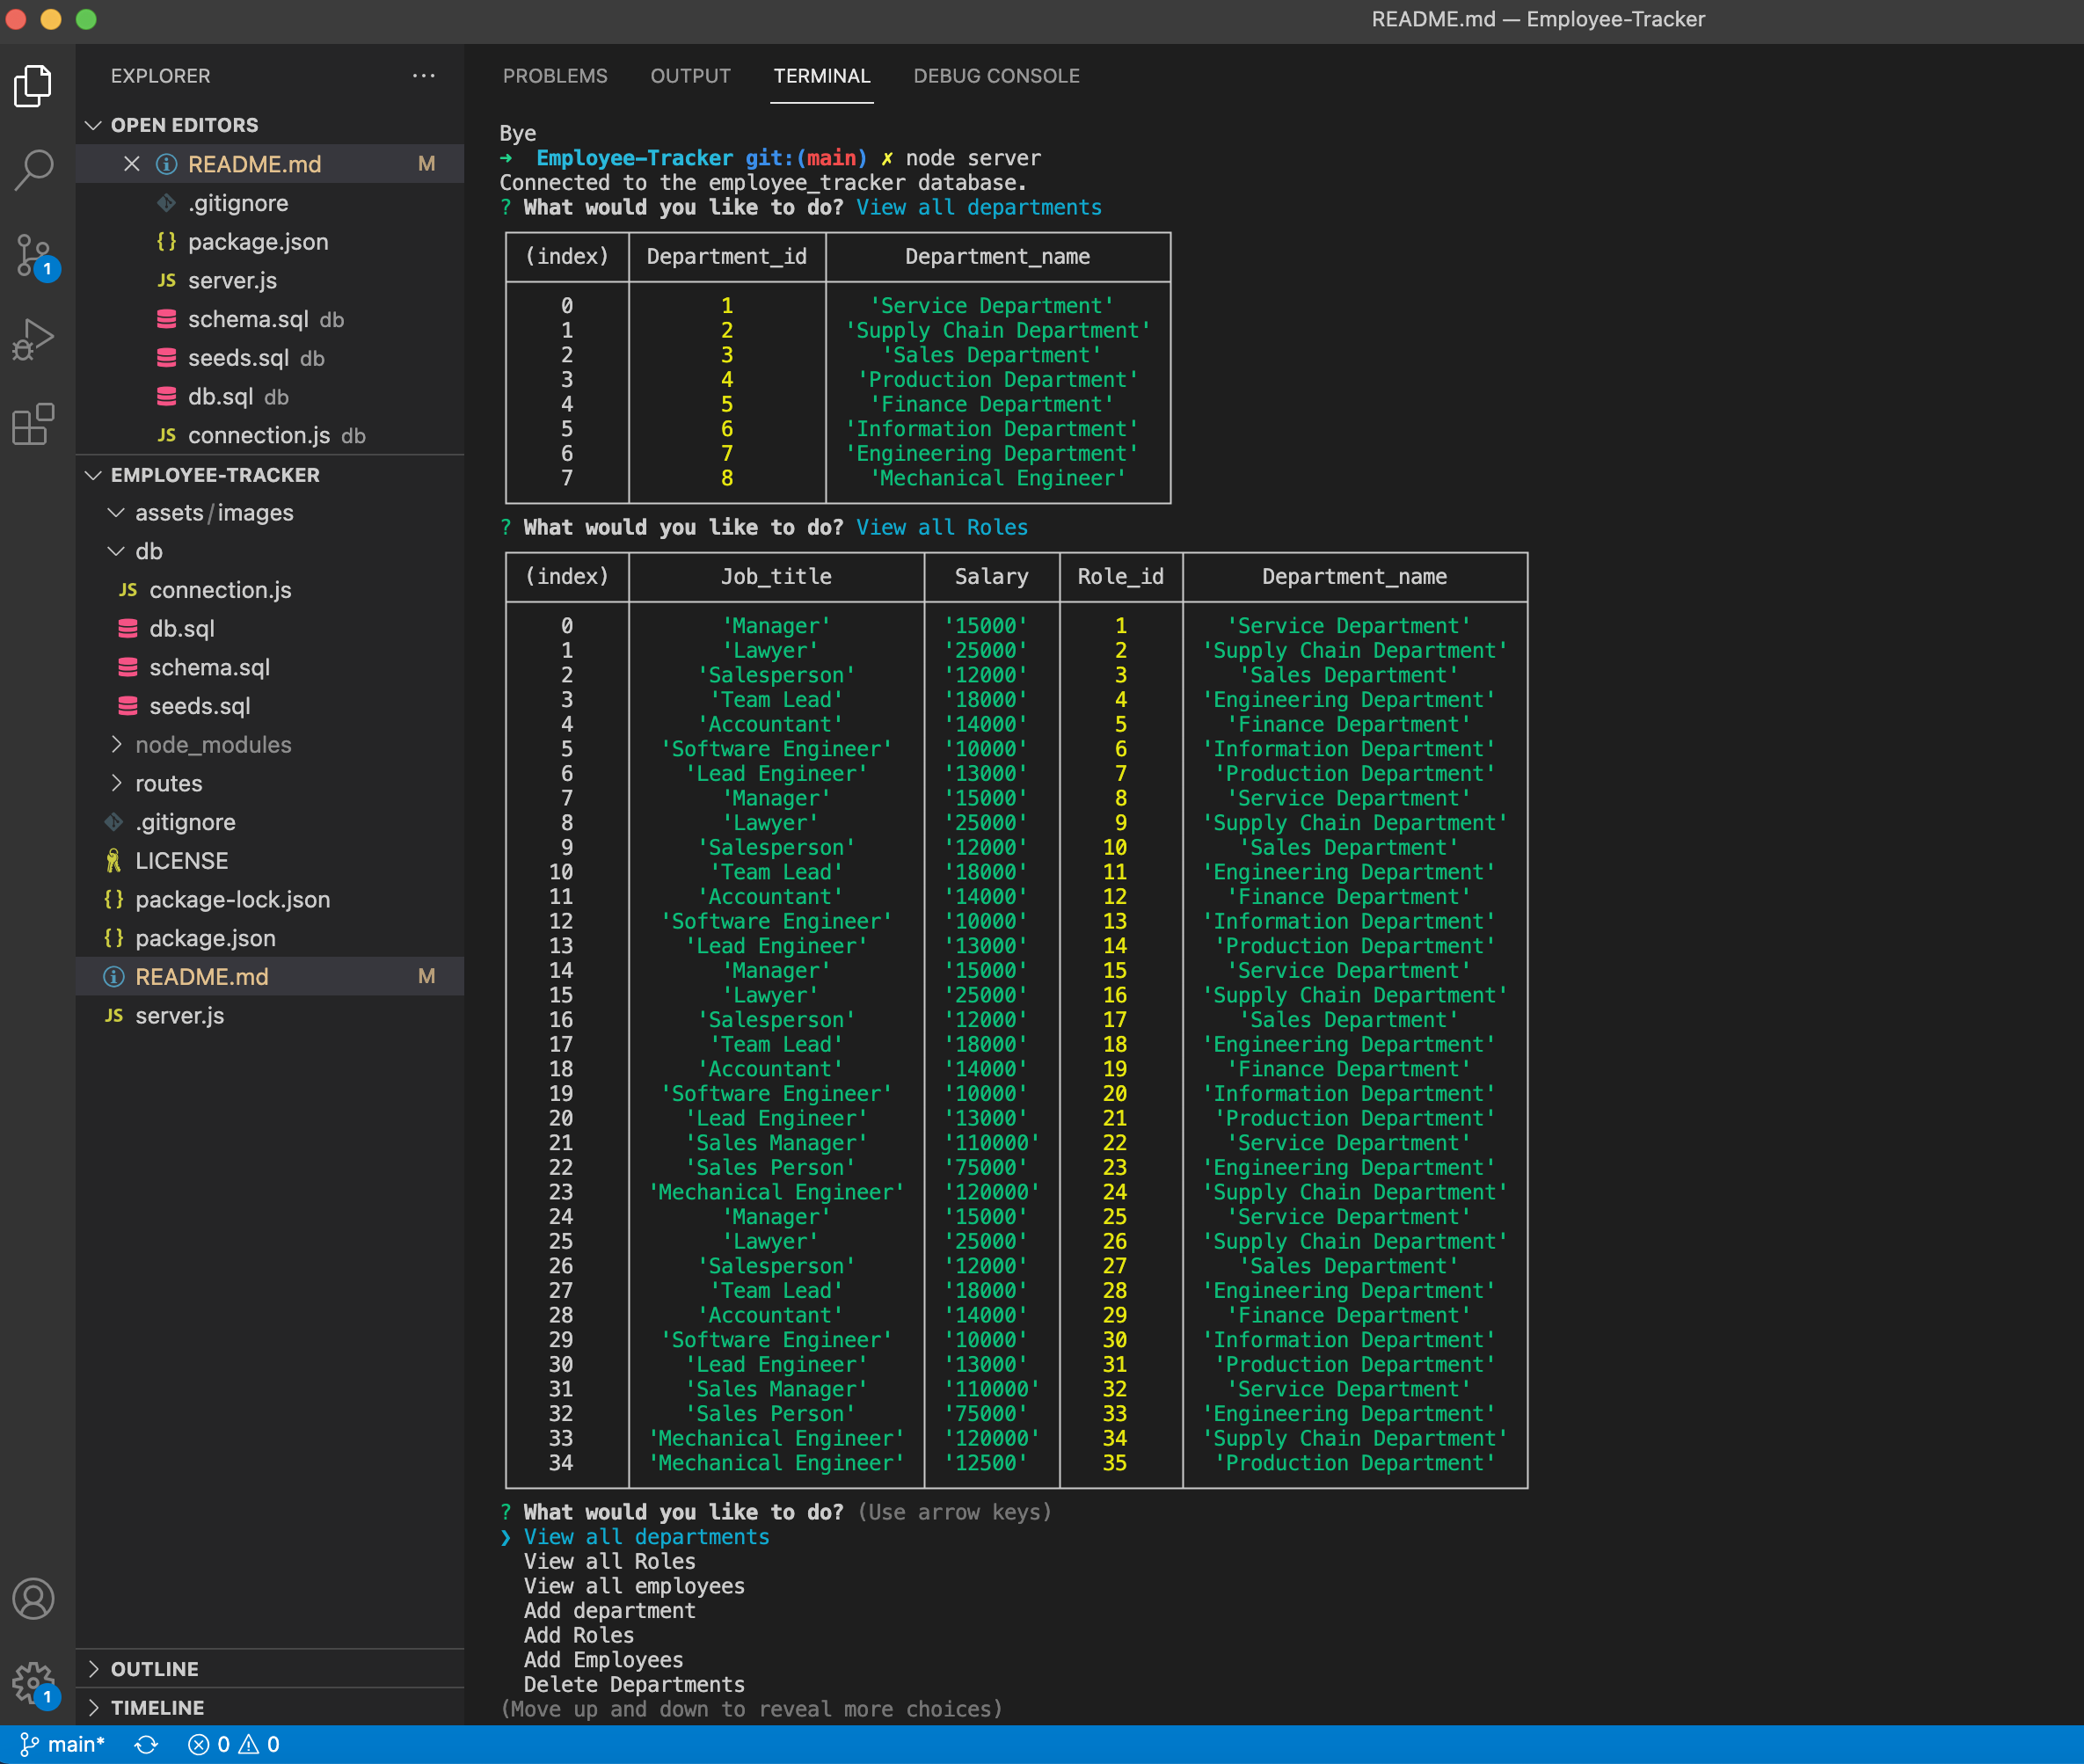 README.md — Employee-Tracker
EXPLORER
OPEN EDITORS
README.md M
.gitignore
{} package.json
JS server.js
schema.sql db
seeds.sql db
db.sql db
JS connection.js db
EMPLOYEE-TRACKER
assets/images
db
JS connection.js
db.sql
schema.sql
seeds.sql
node_modules
routes
.gitignore
LICENSE
{} package-lock.json
{} package.json
README.md M
JS server.js
OUTLINE
TIMELINE
1
1
PROBLEMS OUTPUT TERMINAL DEBUG CONSOLE
Bye
➜ Employee-Tracker git:(main) ✗ node server
Connected to the employee_tracker database.
? What would you like to do? View all departments
(index) Department_id Department_name
0 1 'Service Department'
1 2 'Supply Chain Department'
2 3 'Sales Department'
3 4 'Production Department'
4 5 'Finance Department'
5 6 'Information Department'
6 7 'Engineering Department'
7 8 'Mechanical Engineer'
? What would you like to do? View all Roles
(index) Job_title Salary Role_id Department_name
0 'Manager' '15000' 1 'Service Department'
1 'Lawyer' '25000' 2 'Supply Chain Department'
2 'Salesperson' '12000' 3 'Sales Department'
3 'Team Lead' '18000' 4 'Engineering Department'
4 'Accountant' '14000' 5 'Finance Department'
5 'Software Engineer' '10000' 6 'Information Department'
6 'Lead Engineer' '13000' 7 'Production Department'
7 'Manager' '15000' 8 'Service Department'
8 'Lawyer' '25000' 9 'Supply Chain Department'
9 'Salesperson' '12000' 10 'Sales Department'
10 'Team Lead' '18000' 11 'Engineering Department'
11 'Accountant' '14000' 12 'Finance Department'
12 'Software Engineer' '10000' 13 'Information Department'
13 'Lead Engineer' '13000' 14 'Production Department'
14 'Manager' '15000' 15 'Service Department'
15 'Lawyer' '25000' 16 'Supply Chain Department'
16 'Salesperson' '12000' 17 'Sales Department'
17 'Team Lead' '18000' 18 'Engineering Department'
18 'Accountant' '14000' 19 'Finance Department'
19 'Software Engineer' '10000' 20 'Information Department'
20 'Lead Engineer' '13000' 21 'Production Department'
21 'Sales Manager' '110000' 22 'Service Department'
22 'Sales Person' '75000' 23 'Engineering Department'
23 'Mechanical Engineer' '120000' 24 'Supply Chain Department'
24 'Manager' '15000' 25 'Service Department'
25 'Lawyer' '25000' 26 'Supply Chain Department'
26 'Salesperson' '12000' 27 'Sales Department'
27 'Team Lead' '18000' 28 'Engineering Department'
28 'Accountant' '14000' 29 'Finance Department'
29 'Software Engineer' '10000' 30 'Information Department'
30 'Lead Engineer' '13000' 31 'Production Department'
31 'Sales Manager' '110000' 32 'Service Department'
32 'Sales Person' '75000' 33 'Engineering Department'
33 'Mechanical Engineer' '120000' 34 'Supply Chain Department'
34 'Mechanical Engineer' '12500' 35 'Production Department'
? What would you like to do? (Use arrow keys)
❯ View all departments
View all Roles
View all employees
Add department
Add Roles
Add Employees
Delete Departments
(Move up and down to reveal more choices)
main* 0 0